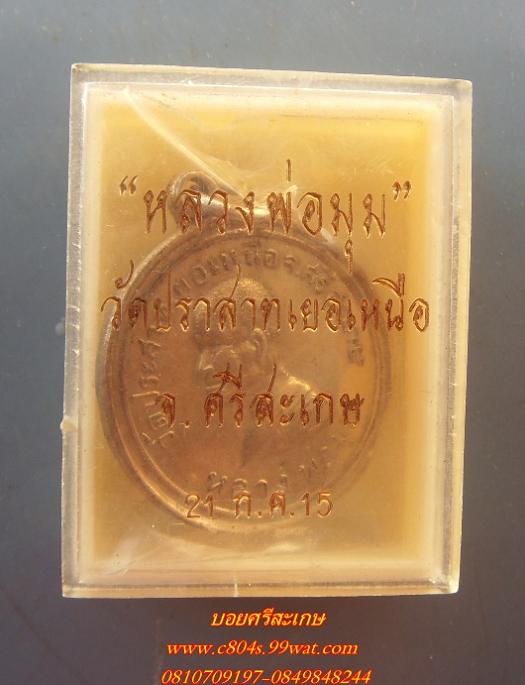 “หลวงพ่อมุม”
วัดปราสาทเยอเหนือ
จ. ศรีสะเกษ
21 ก.ค.15
บอยศรีสะเกษ
www.c804s.99wat.com
0810709197-0849848244